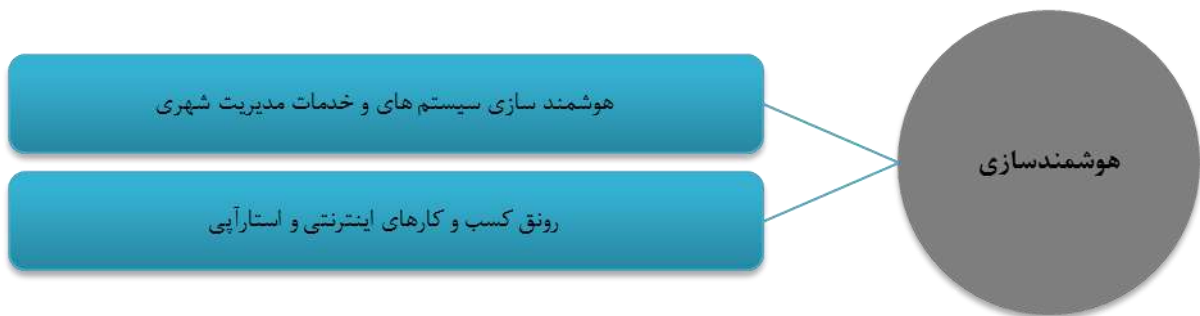 هوشمندسازی
هوشمند سازی سیستم های و خدمات مدیریت شهری
رونق کسب و کارهای اینترنتی و استارآپی